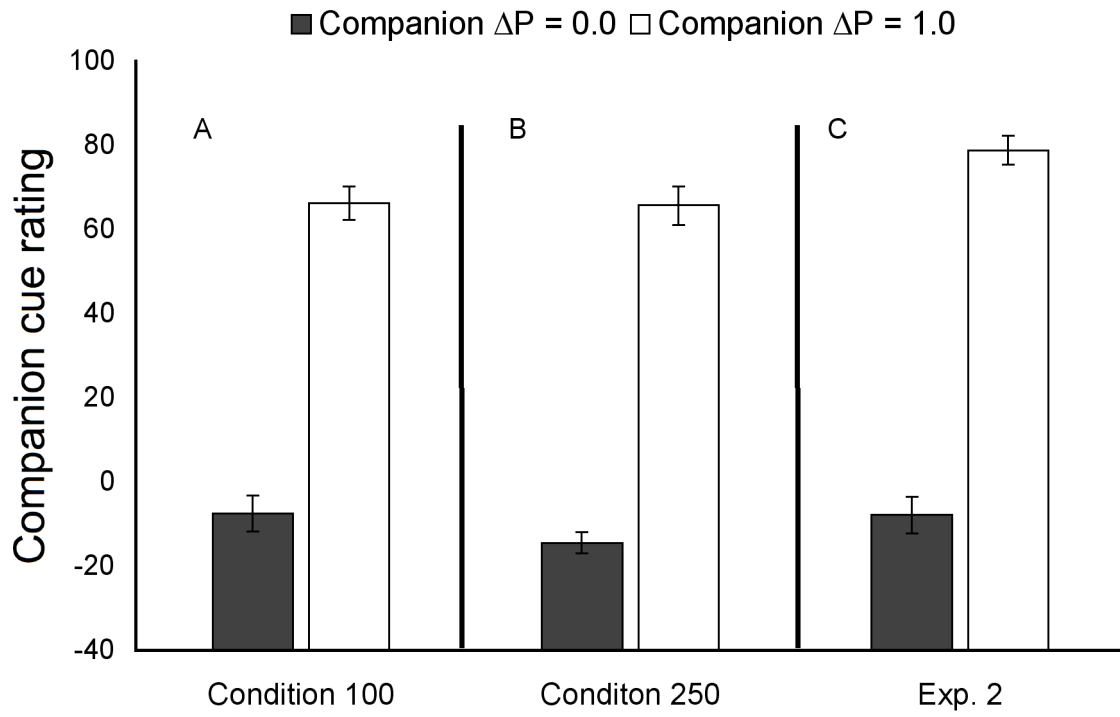 Companion ΔP = 0.0 Companion ΔP = 1.0
Companion cue rating
100
80
60
40
20
0
-20
-40
A
B
C
Condition 100
Conditon 250
Exp. 2